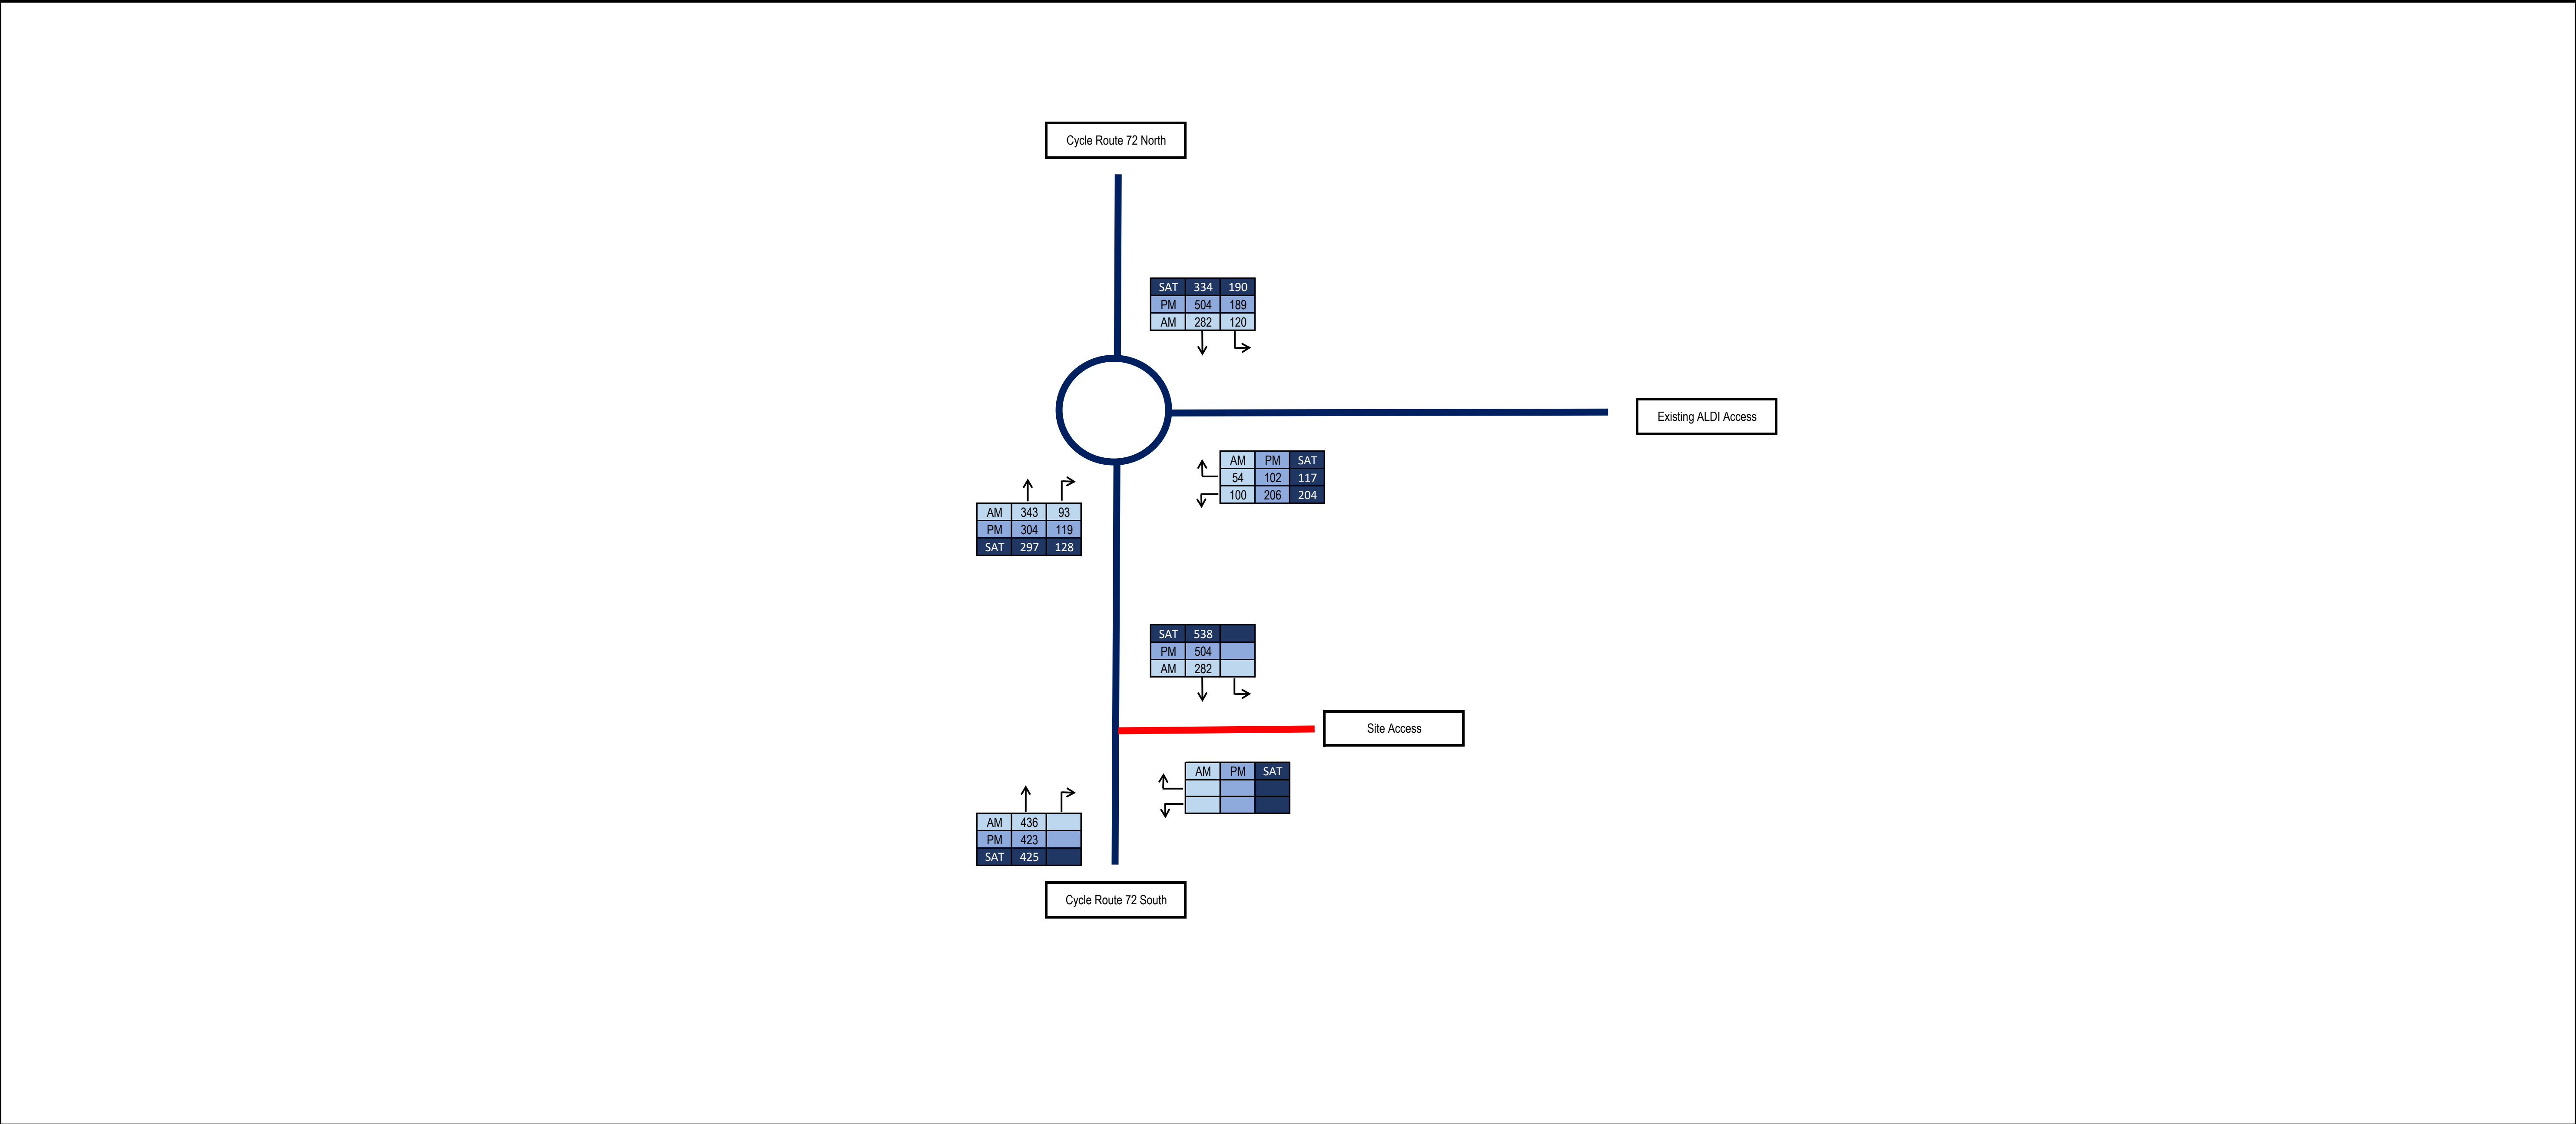 Cycle Route 72 North
SAT 334 190
PM 504 189
AM 282 120
Existing ALDI Access
AM PM SAT
54 102 117
100 206 204
AM 343 93
PM 304 119
SAT 297 128
SAT 538
PM 504
AM 282
Site Access
AM PM SAT
AM 436
PM 423
SAT 425
Cycle Route 72 South